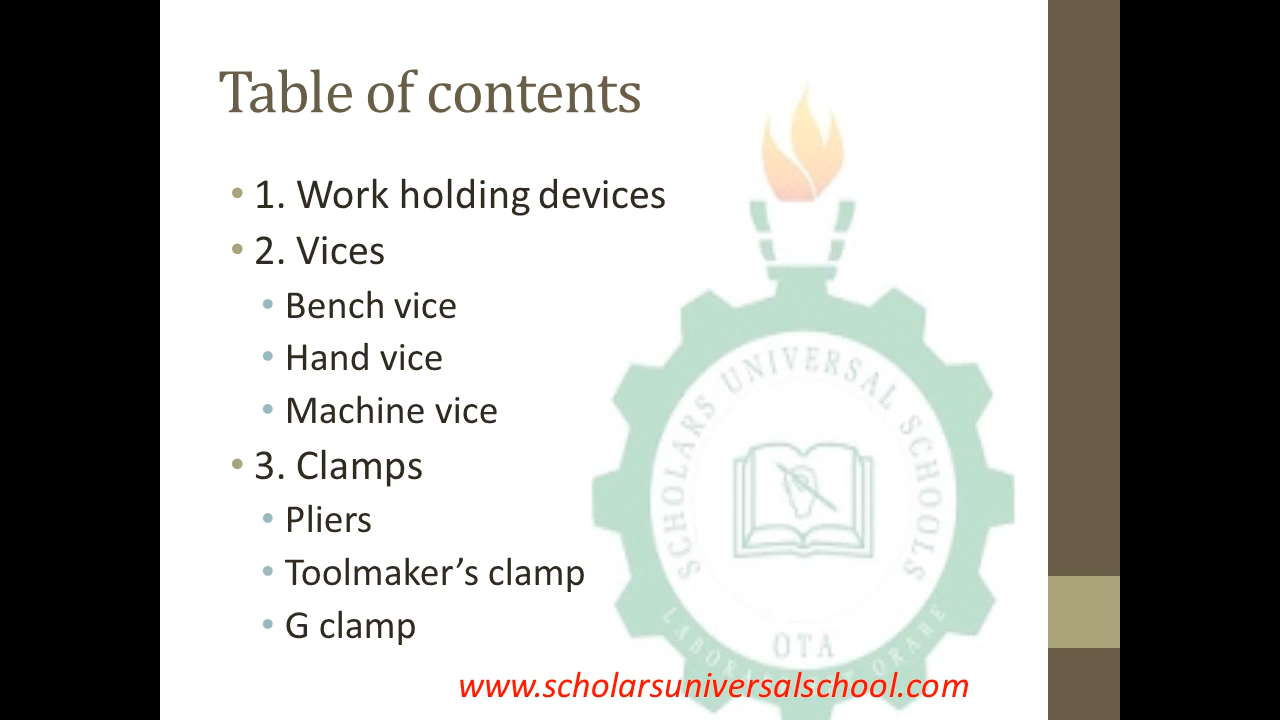 Table of contents
• 1. Work holding devices
• 2. Vices
• Bench vice
• Hand vice
• Machine vice
• 3. Clamps
• Pliers
• Toolmaker’s clamp
• G clamp
SCHOLARS UNIVERSAL SCHOOLS
OTA
www.scholarsuniversalschool.com